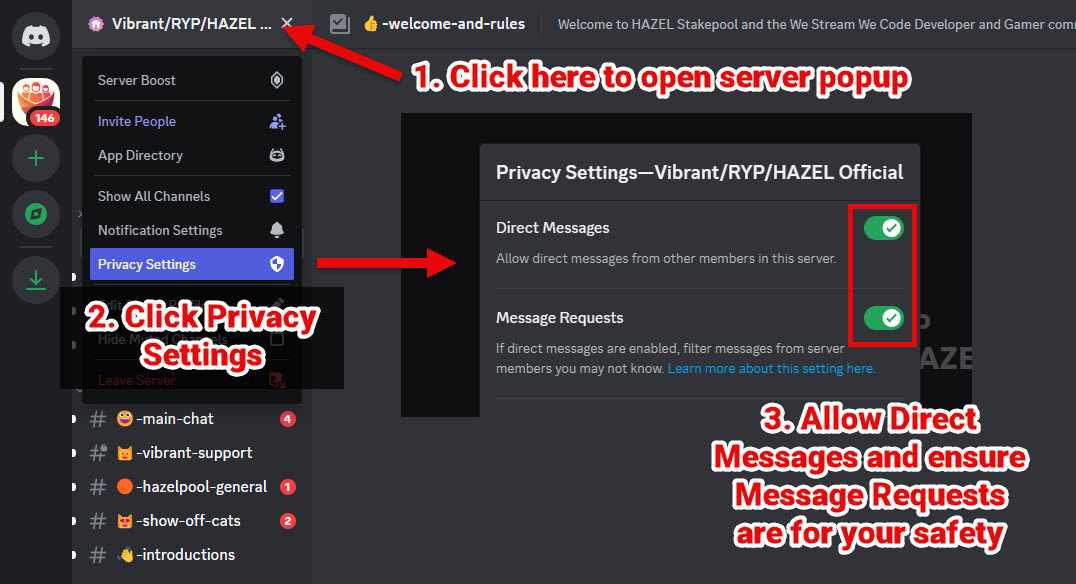 Vibrant/RYP/HAZEL ...
👍-welcome-and-rules
Welcome to HAZEL Stakepool and the We Stream We Code Developer and Gamer com
1. Click here to open server popup
146
Server Boost
Invite People
App Directory
Show All Channels
Notification Settings
Privacy Settings
2. Click Privacy
Settings
Hide Muted Channels
Leave Server
Privacy Settings—Vibrant/RYP/HAZEL Official
Direct Messages
Allow direct messages from other members in this server.
Message Requests
If direct messages are enabled, filter messages from server
members you may not know. Learn more about this setting here.
AZE
3. Allow Direct
Messages and ensure
Message Requests
are for your safety
-main-chat
4
-vibrant-support
-hazelpool-general
1
-show-off-cats
2
-introductions